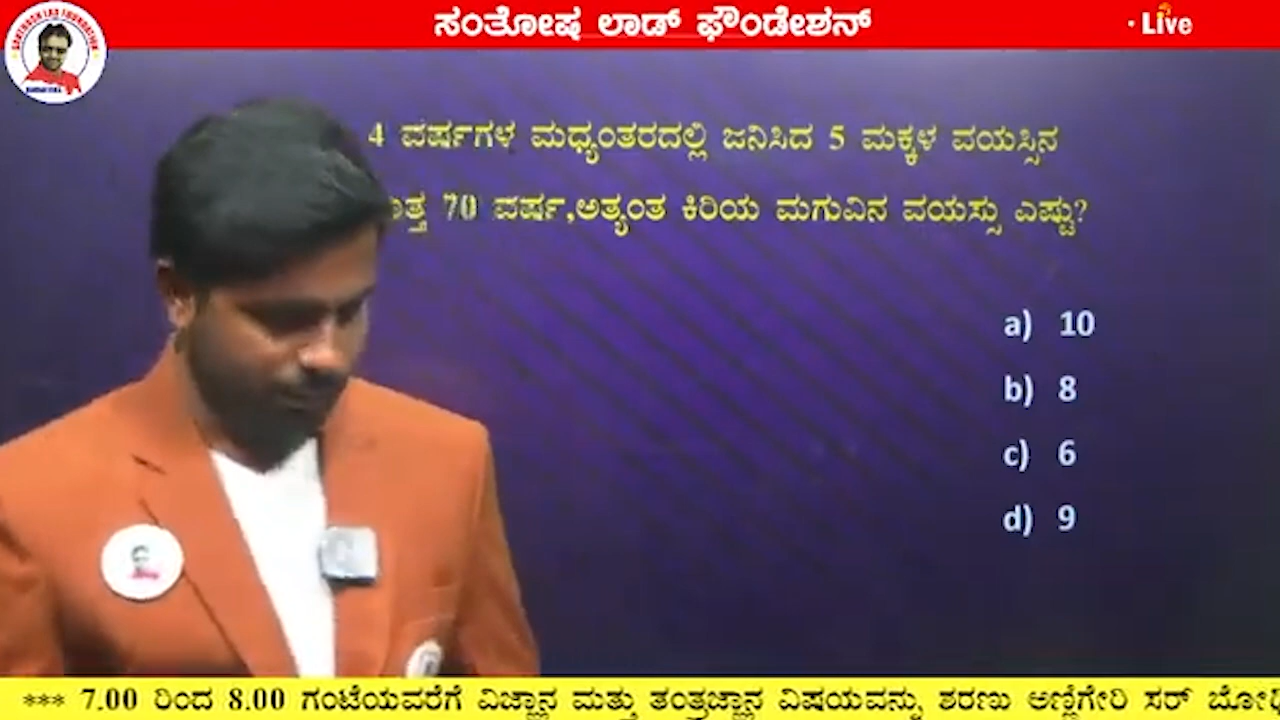 ಸಂತೋಷ ಲಾಡ್ ಫೌಂಡೇಶನ್
· Live
4 ವರ್ಷಗಳ ಮಧ್ಯಂತರದಲ್ಲಿ ಜನಿಸಿದ 5 ಮಕ್ಕಳ ವಯಸ್ಸಿನ
70 ವರ್ಷ,ಅತ್ಯಂತ ಕಿರಿಯ ಮಗುವಿನ ವಯಸ್ಸು ಎಷ್ಟು?
a) 10
b) 8
c) 6
d) 9
*** 7.00 ರಿಂದ 8.00 ಗಂಟೆಯವರೆಗೆ ವಿಜ್ಞಾನ ಮತ್ತು ತಂತ್ರಜ್ಞಾನ ವಿಷಯವನ್ನು ಶರಣು ಅಣ್ಣಿಗೇರಿ ಸರ್